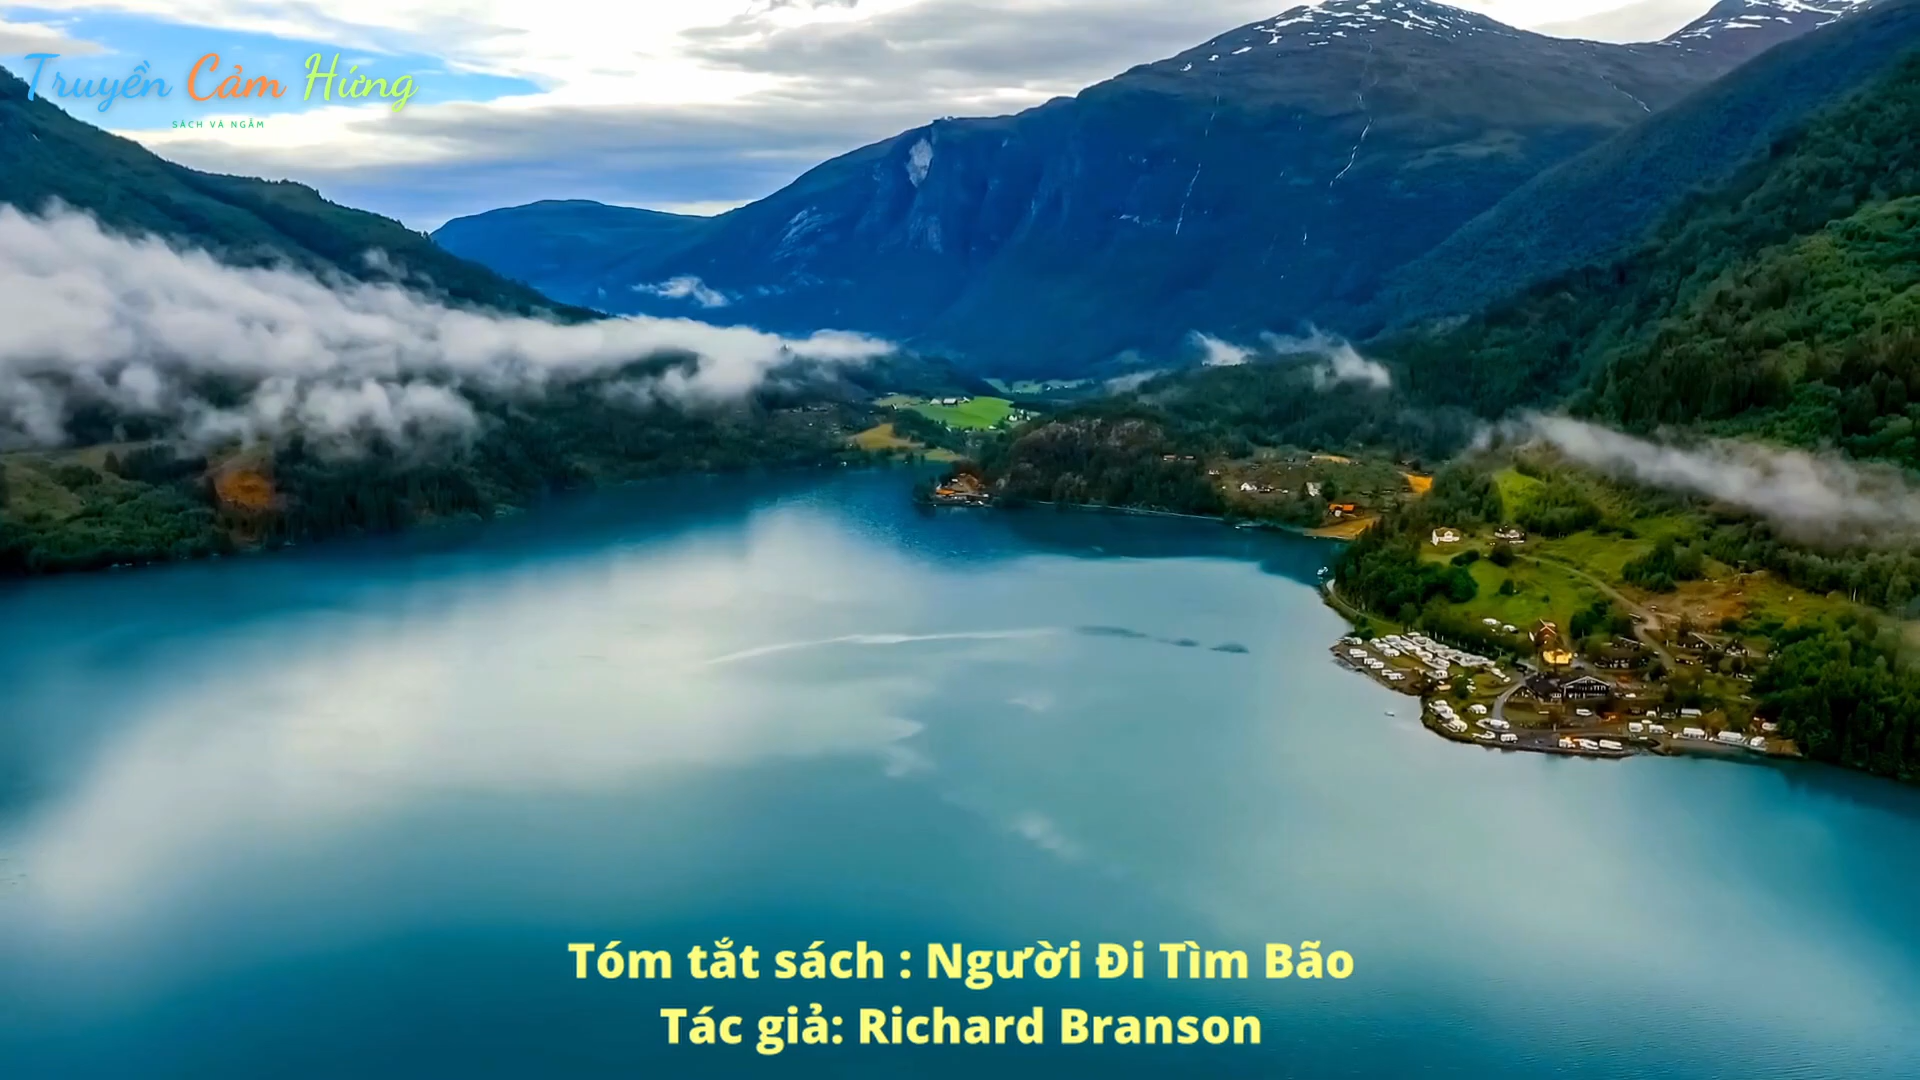 Truyền Cảm Hứng
SÁCH VÀ NGẪM
Tóm tắt sách : Người Đi Tìm Bão
Tác giả: Richard Branson